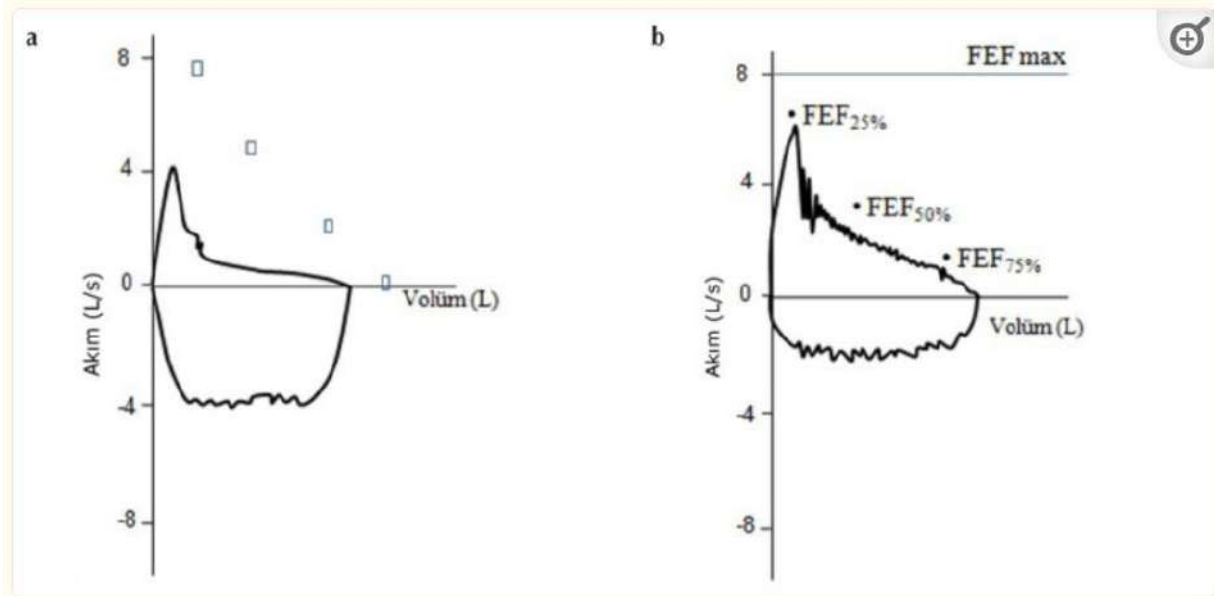 a
8
4
0
-4
-8
Akım (L/s)
Volüm (L)
b
FEF max
8
FEF25%
4
FEF50%
FEF75%
0
Volüm (L)
Akım (L/s)
-4
-8